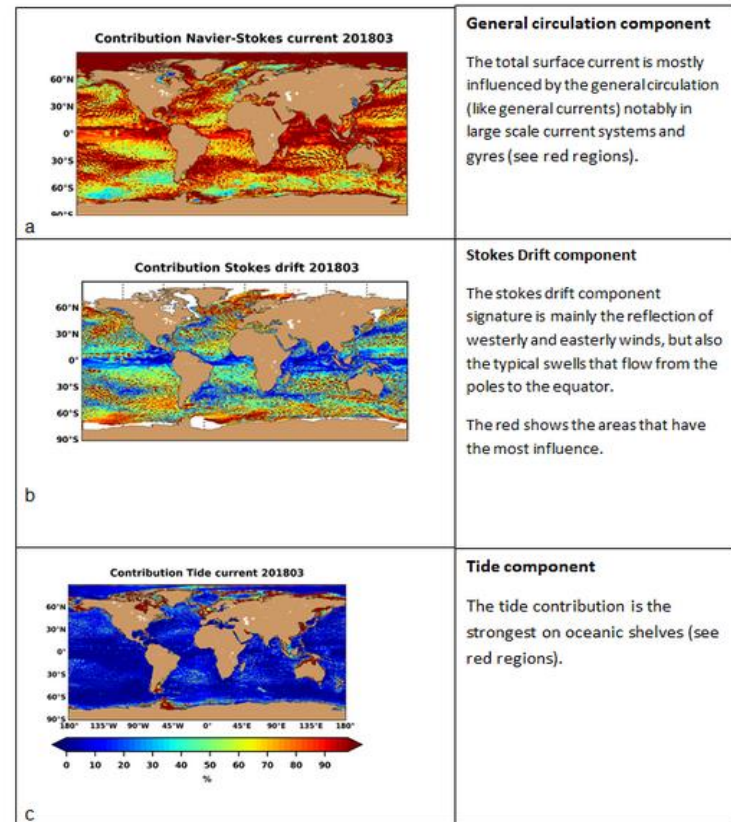 Contribution Navier-Stokes current 201803
60°N
30°N
0°
30°S
60°S
90°S
a
General circulation component
The total surface current is mostly
influenced by the general circulation
(like general currents) notably in
large scale current systems and
gyres (see red regions).
Contribution Stokes drift 201803
60°N
30°N
0°
30°S
60°S
90°S
b
Stokes Drift component
The stokes drift component
signature is mainly the reflection of
westerly and easterly winds, but also
the typical swells that flow from the
poles to the equator.
The red shows the areas that have
the most influence.
Contribution Tide current 201803
60°N
30°N
0°
30°S
60°S
90°S
180° 135°W 90°W 45°W 0° 45°E 90°E 135°E 180°
0 10 20 30 40 50 60 70 80 90
%
c
Tide component
The tide contribution is the
strongest on oceanic shelves (see
red regions).